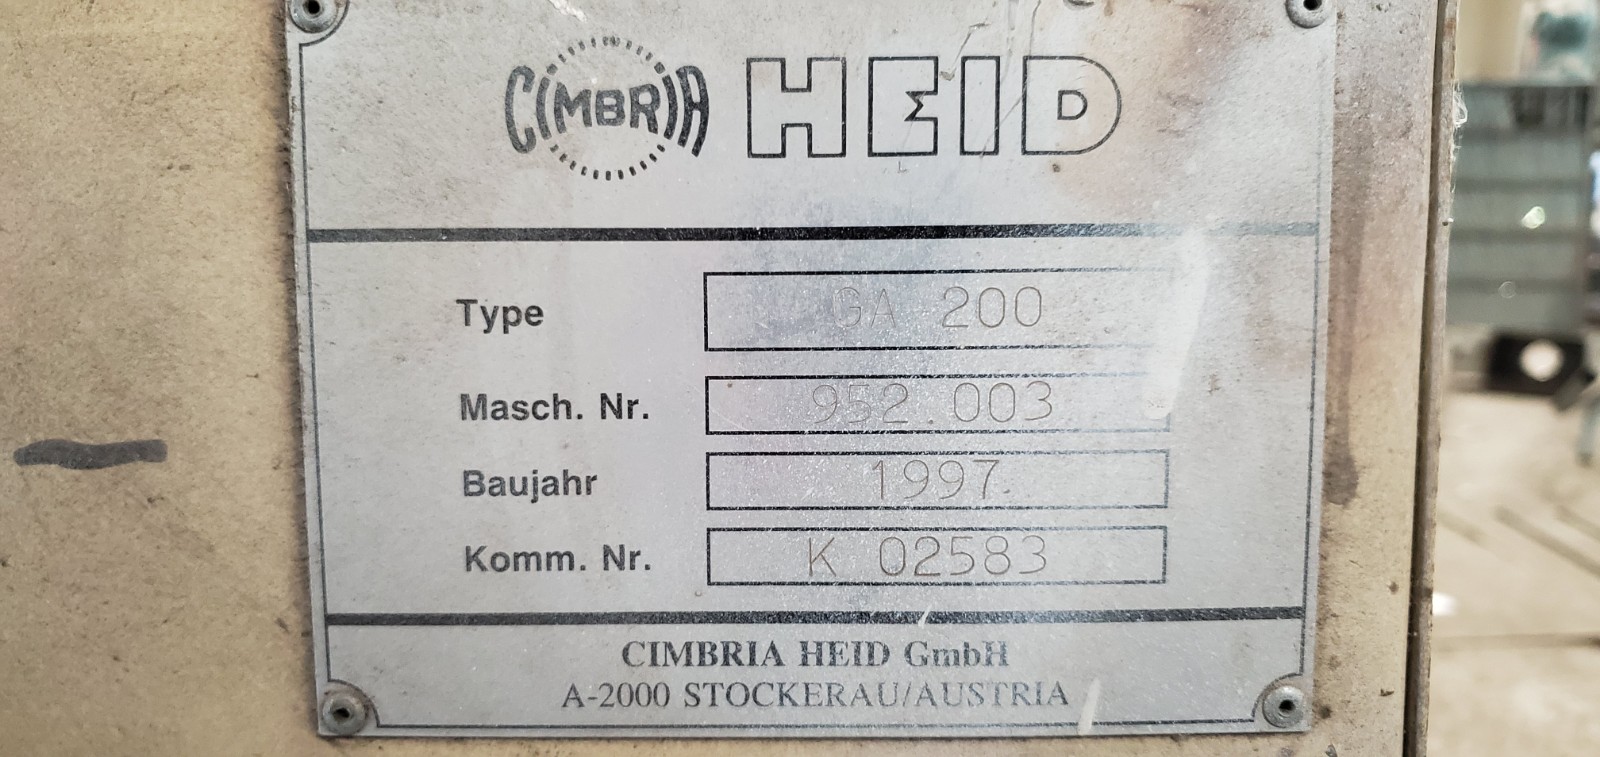 CIMBRIA HEID
Type GA 200
Masch. Nr. 952.003
Baujahr 1997
Komm. Nr. K 02583
CIMBRIA HEID GmbH
A-2000 STOCKERAU/AUSTRIA